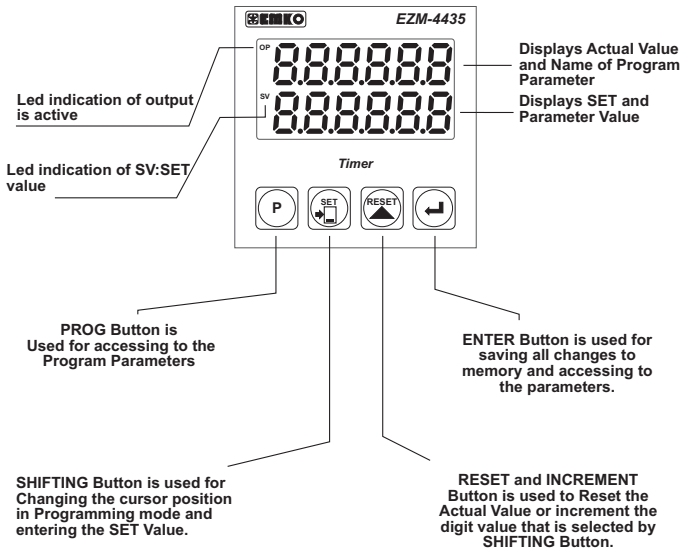 EMKO EZM-4435
OP
888888
SV
888888
Timer
P
SET
RESET
Led indication of output
is active
Led indication of SV:SET
value
Displays Actual Value
and Name of Program
Parameter
Displays SET and
Parameter Value
PROG Button is
Used for accessing to the
Program Parameters
ENTER Button is used for
saving all changes to
memory and accessing to
the parameters.
SHIFTING Button is used for
Changing the cursor position
in Programming mode and
entering the SET Value.
RESET and INCREMENT
Button is used to Reset the
Actual Value or increment the
digit value that is selected by
SHIFTING Button.